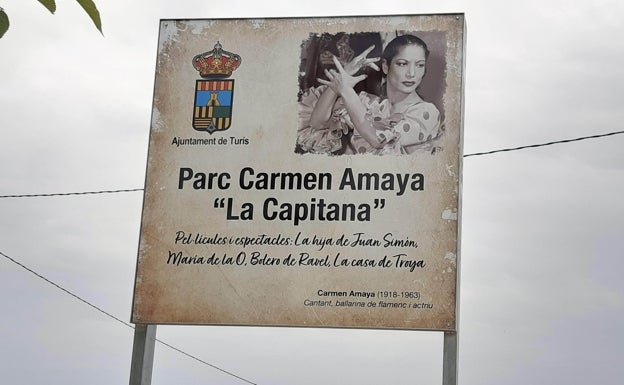 Ajuntament de Turís
Parc Carmen Amaya
“La Capitana”
Pel·lícules i espectacles: La hija de Juan Simón,
María de la O, Bolero de Ravel, La casa de Troya
Carmen Amaya (1918-1963)
Cantant, ballarina de flamenc i actriu